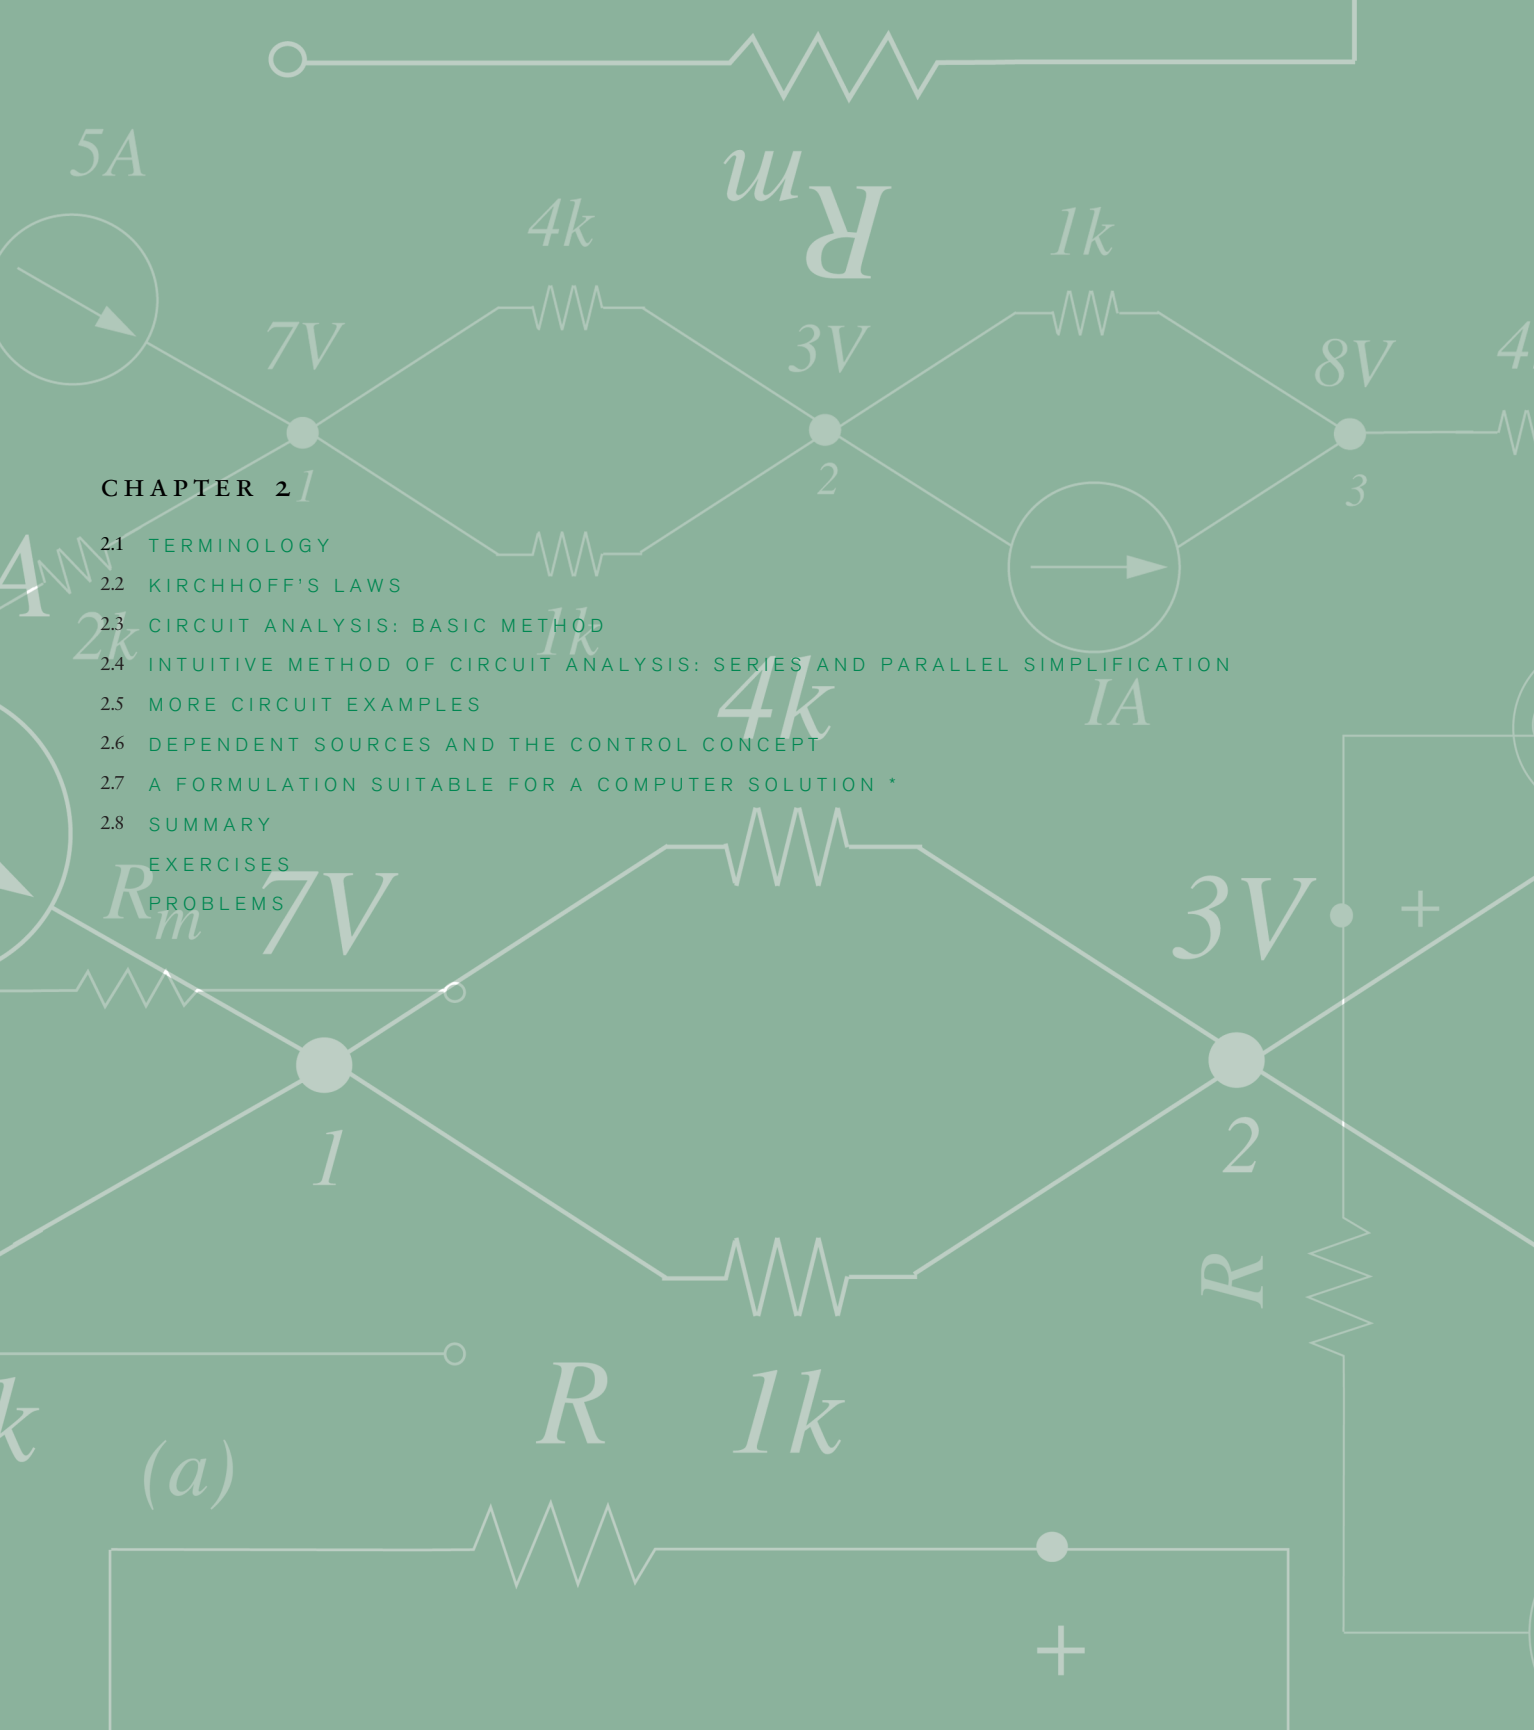 5A
m
R
4k
1k
7V
3V
8V
4
CHAPTER 2
1
2
3
2.1 TERMINOLOGY
A
2.2 KIRCHHOFF'S LAWS
2.3 CIRCUIT ANALYSIS: BASIC METHOD
2k
1k
2.4 INTUITIVE METHOD OF CIRCUIT ANALYSIS: SERIES AND PARALLEL SIMPLIFICATION
4k
1A
2.5 MORE CIRCUIT EXAMPLES
2.6 DEPENDENT SOURCES AND THE CONTROL CONCEPT
2.7 A FORMULATION SUITABLE FOR A COMPUTER SOLUTION *
2.8 SUMMARY
EXERCISES
PROBLEMS
Rm
7V
3V
+
1
2
R
R
1k
k
(a)
+